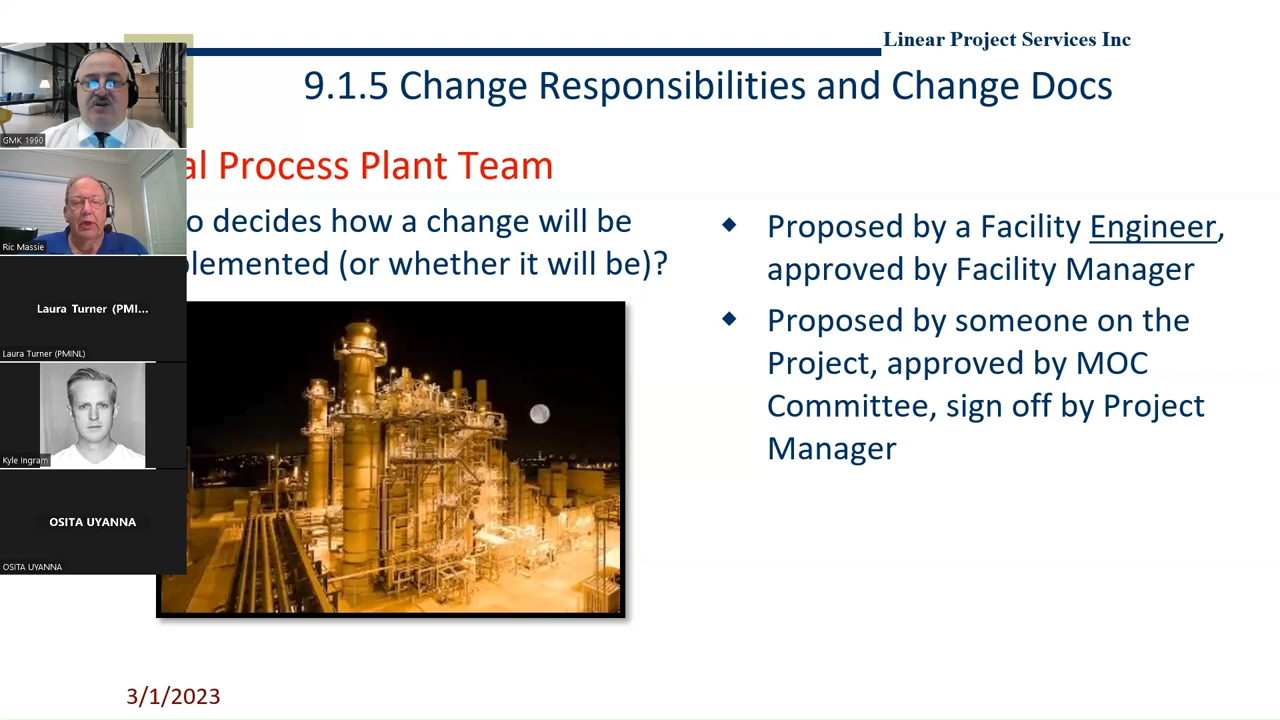 Linear Project Services Inc
9.1.5 Change Responsibilities and Change Docs
GMK 1990
Process Plant Team
decides how a change will be
(or whether it will be)?
Ric Massie
Laura Turner (PMI...
Laura Turner (PMINL)
Kyle Ingram
OSITA UYANNA
OSITA UYANNA
◆ Proposed by a Facility Engineer,
approved by Facility Manager
◆ Proposed by someone on the
Project, approved by MOC
Committee, sign off by Project
Manager
3/1/2023